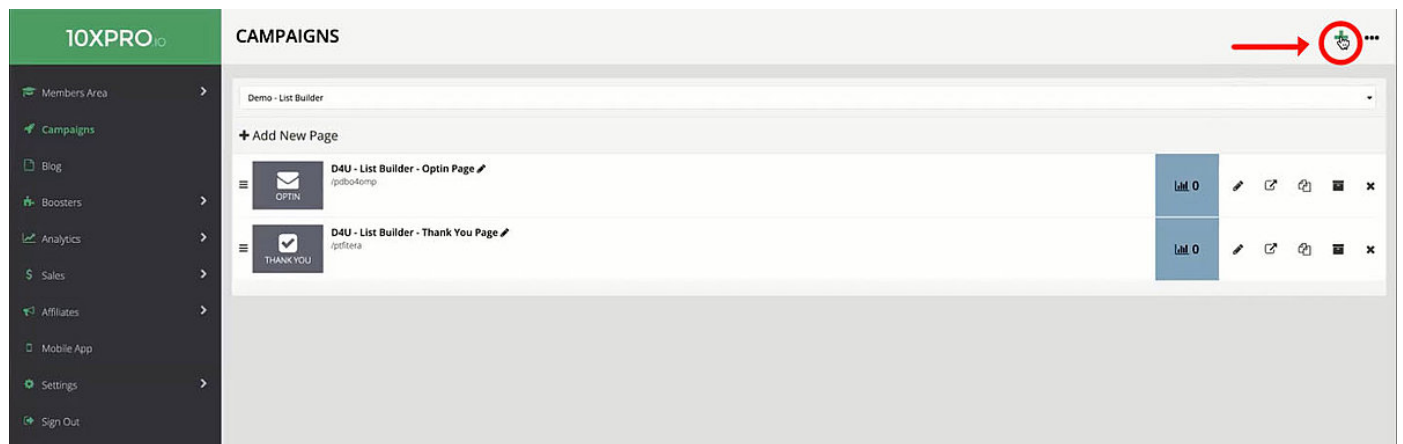 10XPRO.IO
CAMPAIGNS
Members Area
Campaigns
Blog
Boosters
Analytics
Sales
Affiliates
Mobile App
Settings
Sign Out
Demo - List Builder
Add New Page
OPTIN
D4U - List Builder - Optin Page
/pdbo4omp
0
THANK YOU
D4U - List Builder - Thank You Page
/ptfitera
0